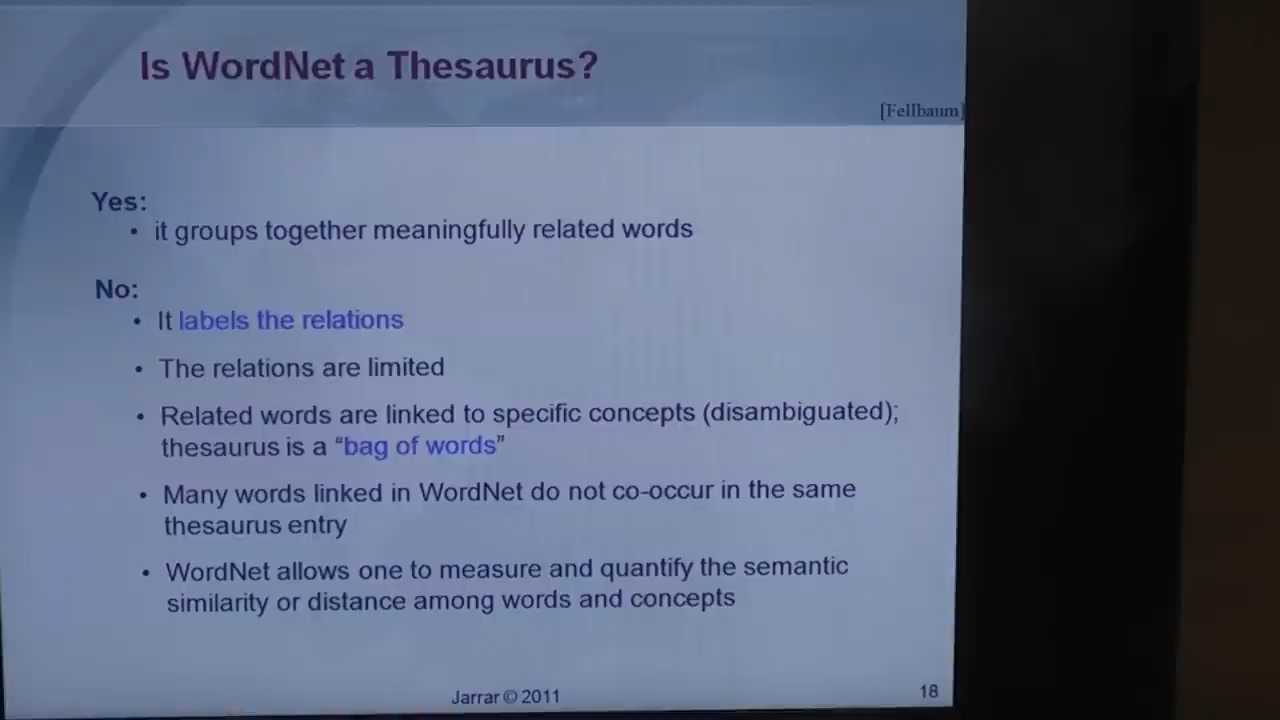 Is WordNet a Thesaurus?
[Fellbaum]
Yes:
• it groups together meaningfully related words
No:
• It labels the relations
• The relations are limited
• Related words are linked to specific concepts (disambiguated);
thesaurus is a “bag of words”
• Many words linked in WordNet do not co-occur in the same
thesaurus entry
• WordNet allows one to measure and quantify the semantic
similarity or distance among words and concepts
Jarrar © 2011
18